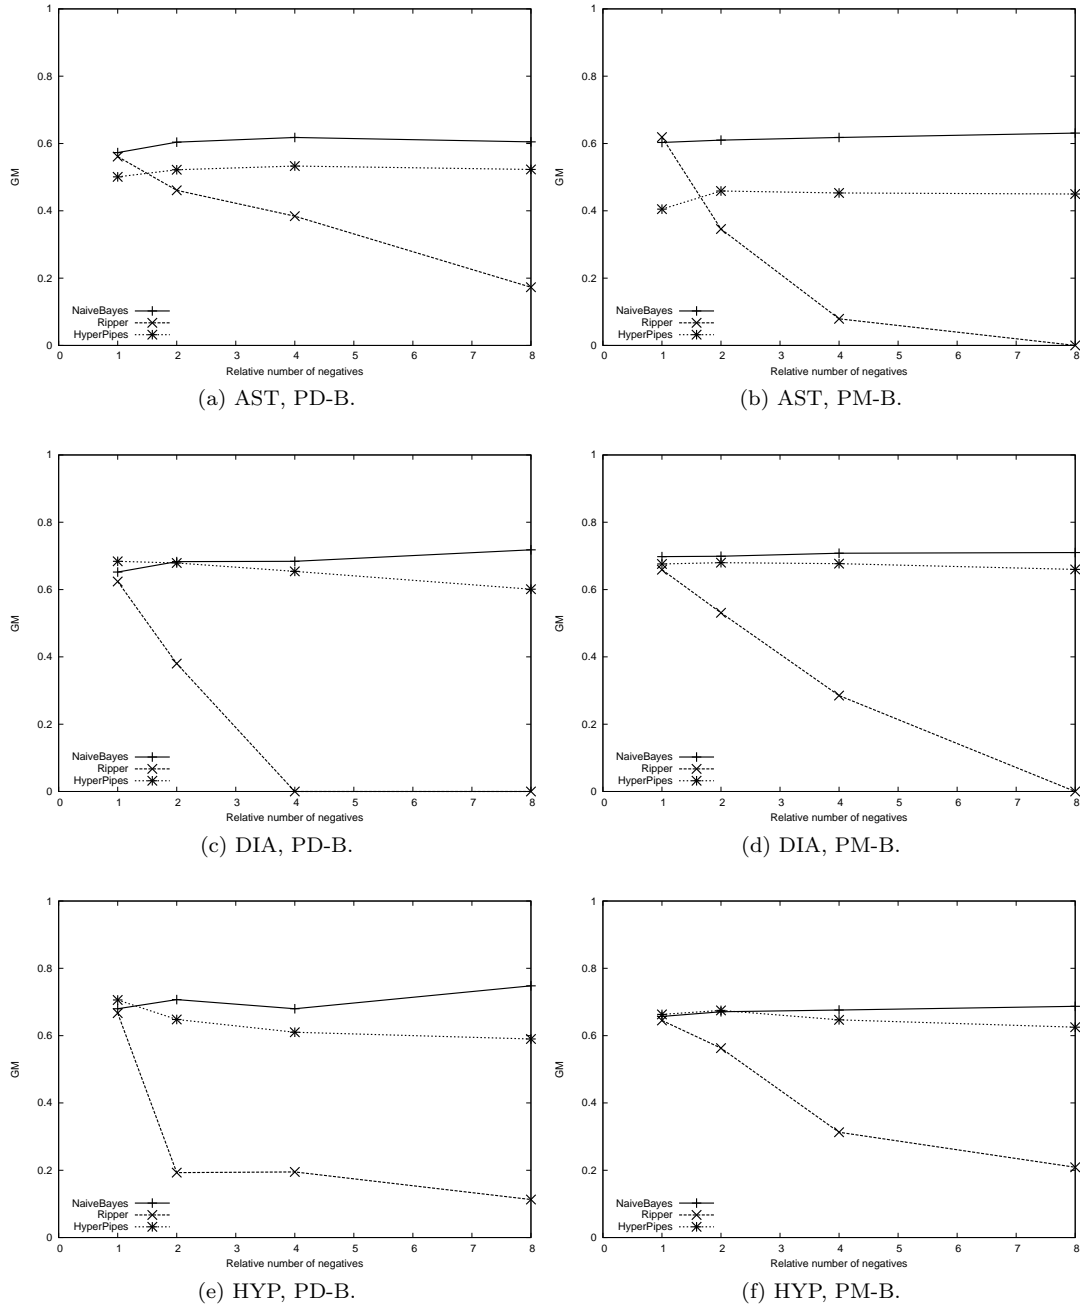 1
0.8
0.6
GM
0.4
0.2
NaiveBayes
Ripper
HyperPipes
0
0 1 2 3 4 5 6 7 8
Relative number of negatives
(a) AST, PD-B.
1
0.8
0.6
GM
0.4
0.2
NaiveBayes
Ripper
HyperPipes
0
0 1 2 3 4 5 6 7 8
Relative number of negatives
(b) AST, PM-B.
1
0.8
0.6
GM
0.4
0.2
NaiveBayes
Ripper
HyperPipes
0
0 1 2 3 4 5 6 7 8
Relative number of negatives
(c) DIA, PD-B.
1
0.8
0.6
GM
0.4
0.2
NaiveBayes
Ripper
HyperPipes
0
0 1 2 3 4 5 6 7 8
Relative number of negatives
(d) DIA, PM-B.
1
0.8
0.6
GM
0.4
0.2
NaiveBayes
Ripper
HyperPipes
0
0 1 2 3 4 5 6 7 8
Relative number of negatives
(e) HYP, PD-B.
1
0.8
0.6
GM
0.4
0.2
NaiveBayes
Ripper
HyperPipes
0
0 1 2 3 4 5 6 7 8
Relative number of negatives
(f) HYP, PM-B.